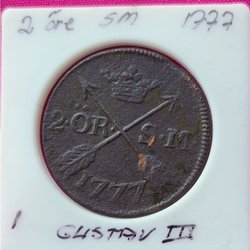 2 öre SM 1777
2·ÖR· S·M·
1777
1 GUSTAV III